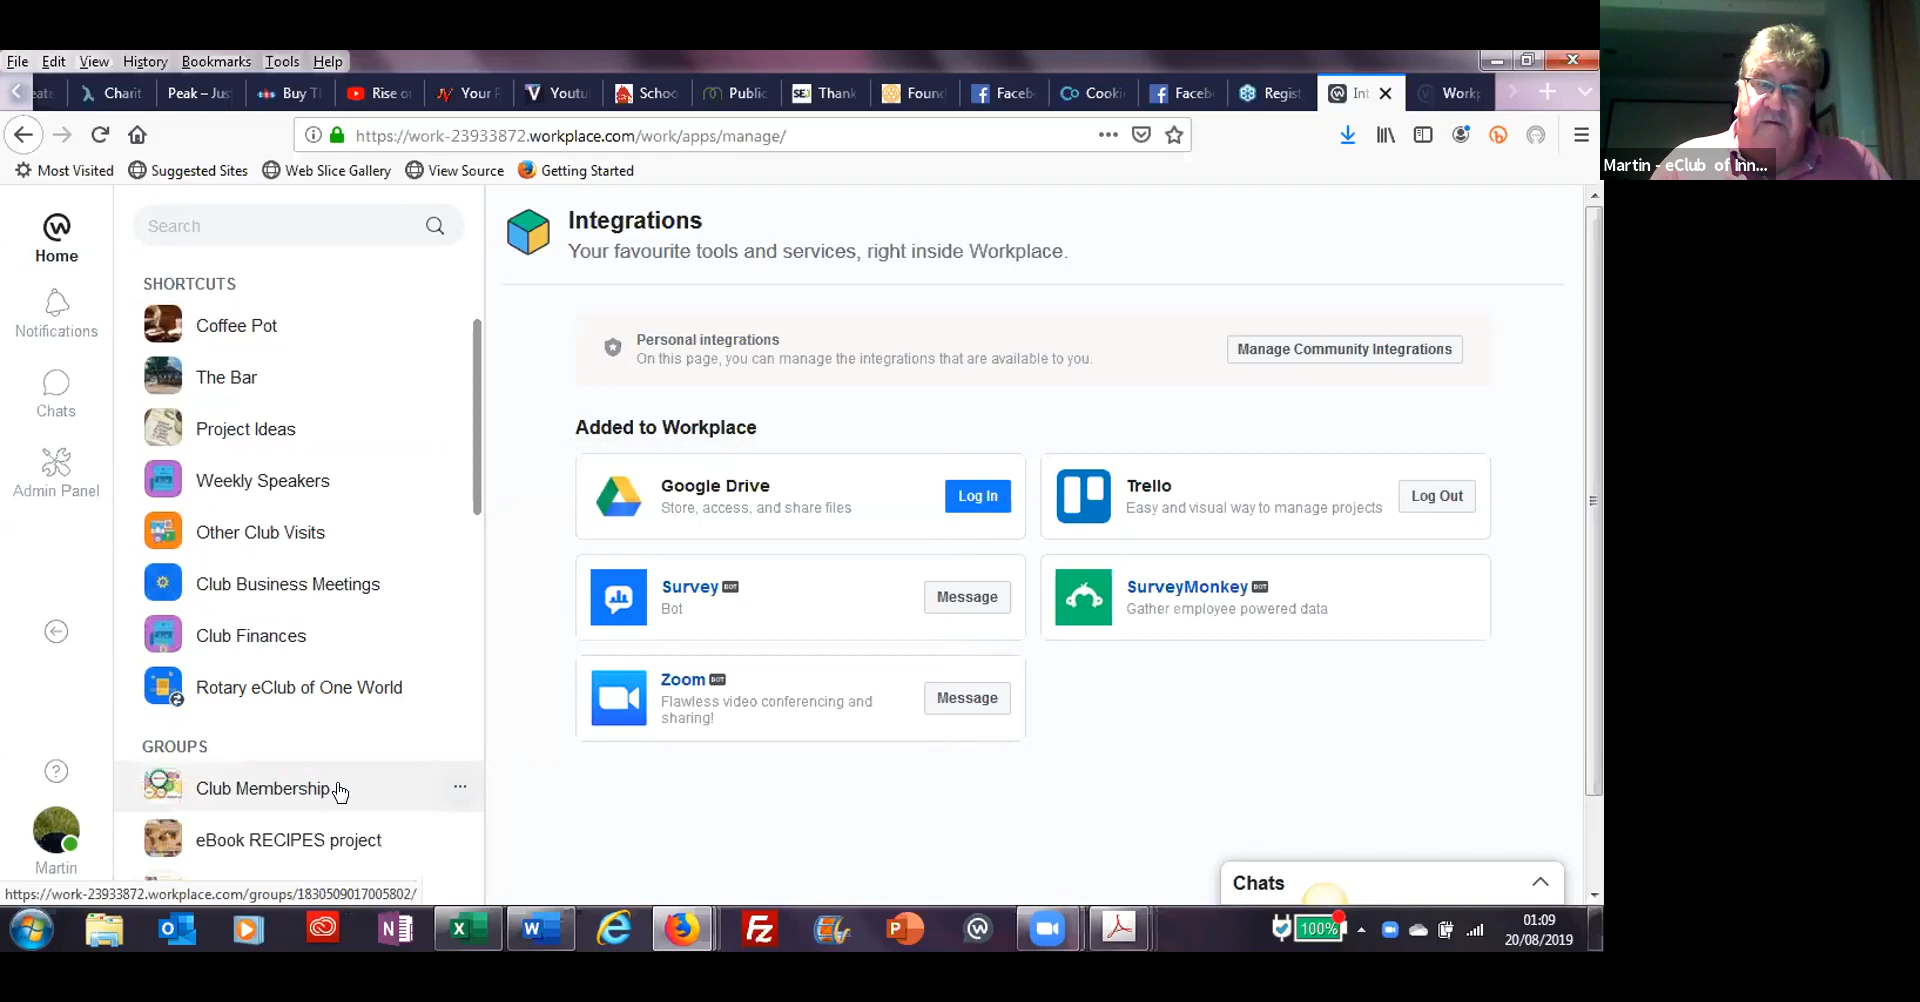 File Edit View History Bookmarks Tools Help
Charit
Peak – Jus
Buy T
Rise o
Your
Youtu
Schoo
Public
Thank
Found
Faceb
Cooki
Faceb
Regist
Int
Workp
https://work-23933872.workplace.com/work/apps/manage/
Most Visited Suggested Sites Web Slice Gallery View Source Getting Started
Martin - eClub of Inn...
Home
Notifications
Chats
Admin Panel
Martin
Search
SHORTCUTS
Coffee Pot
The Bar
Project Ideas
Weekly Speakers
Other Club Visits
Club Business Meetings
Club Finances
Rotary eClub of One World
GROUPS
Club Membership
eBook RECIPES project
https://work-23933872.workplace.com/groups/1830509017005802/
Integrations
Your favourite tools and services, right inside Workplace.
Personal integrations
On this page, you can manage the integrations that are available to you.
Manage Community Integrations
Added to Workplace
Google Drive
Store, access, and share files
Log In
Trello
Easy and visual way to manage projects
Log Out
Survey BOT
Bot
Message
SurveyMonkey BOT
Gather employee powered data
Zoom BOT
Flawless video conferencing and
sharing!
Message
Chats
100%
01:09
20/08/2019